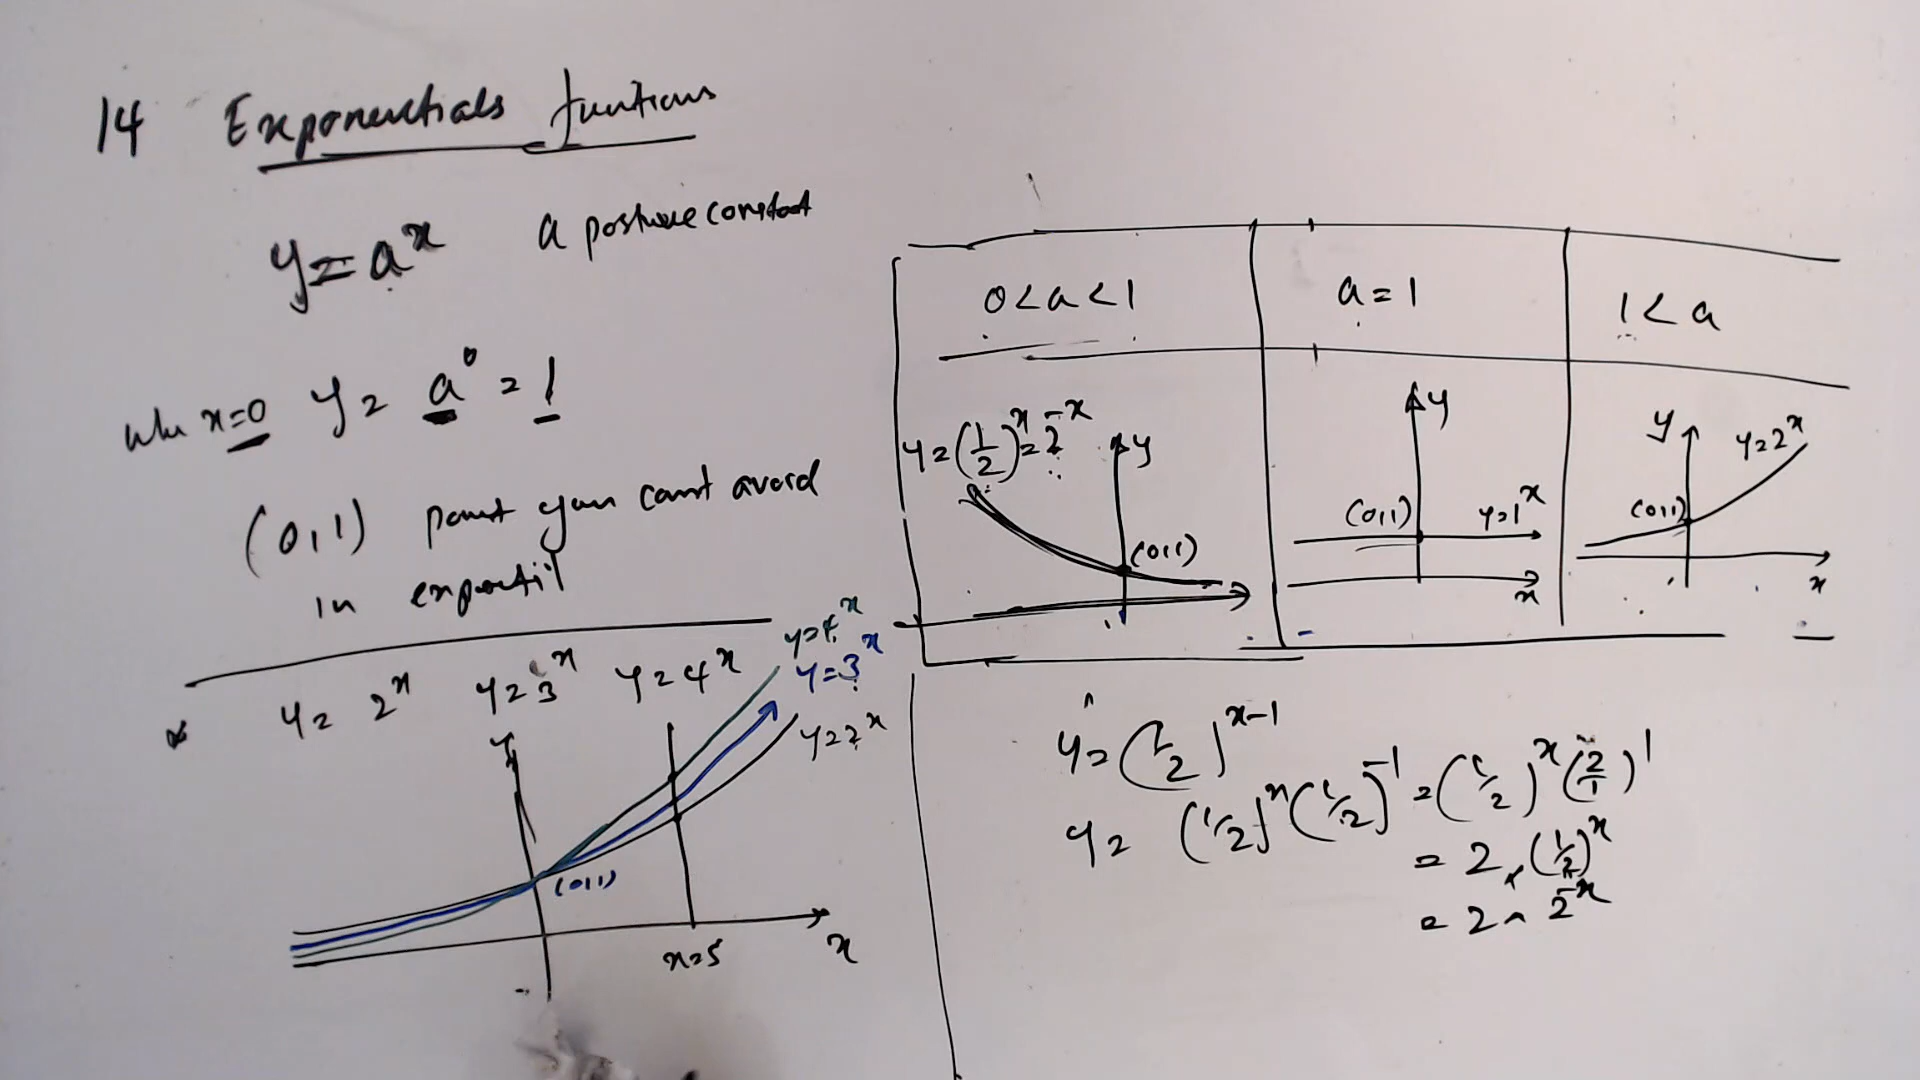 14 Exponentials functions
y = a^x a positive constant
when x=0 y = a^0 = 1
(0,1) point you cant avoid
in
y = 2^x y = 3^x y = 4^x
y = 4^x
y = 3^x
y = 2^x
y
(0,1)
x=5
x
0 < a < 1
a = 1
1 < a
y = (1/2)^x = 2^-x
y
(0,1)
y
(0,1)
y = 1^x
x
y
y = 2^x
(0,1)
x
y = (1/2)^x-1
y = (1/2)^x (1/2)^-1 = (1/2)^x (2/1)^1
= 2 × (1/2)^x
= 2 × 2^-x